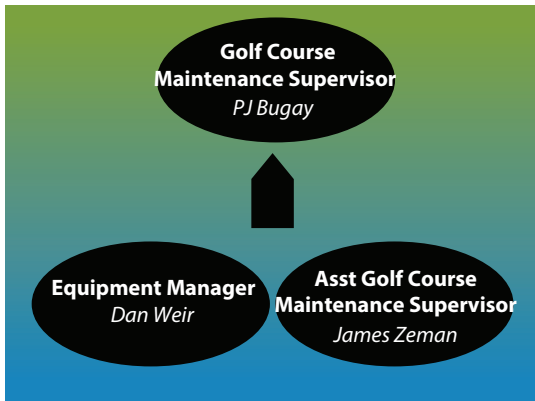 Golf Course
Maintenance Supervisor
PJ Bugay
Equipment Manager
Dan Weir
Asst Golf Course
Maintenance Supervisor
James Zeman